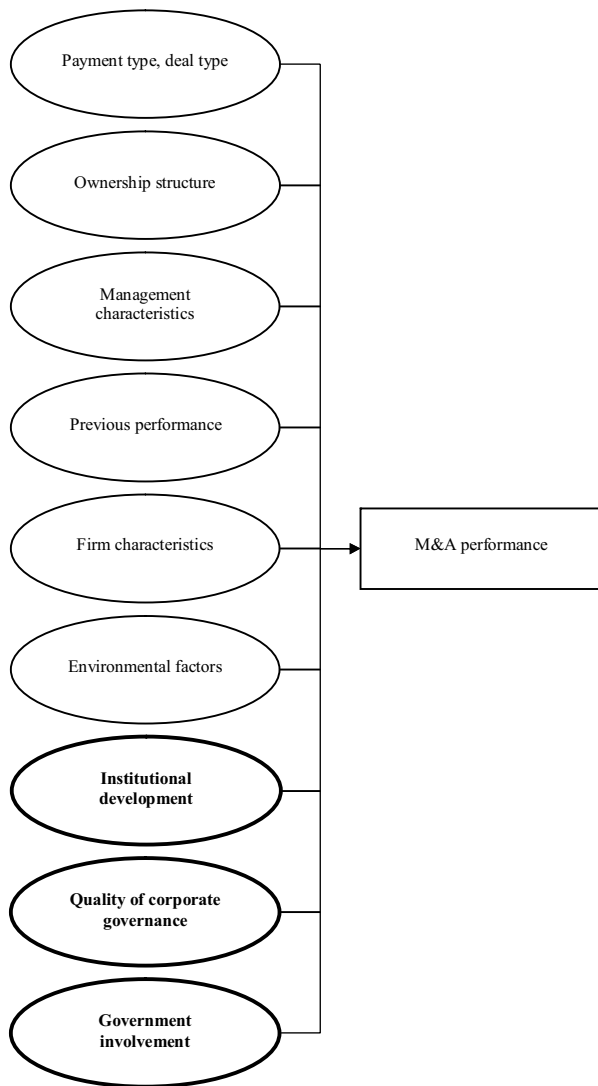 Payment type, deal type
Ownership structure
Management
characteristics
Previous performance
Firm characteristics
M&A performance
Environmental factors
Institutional
development
Quality of corporate
governance
Government
involvement